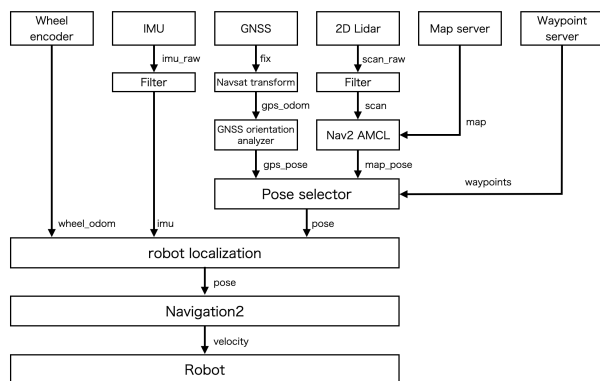 Wheel
encoder
IMU
GNSS
2D Lidar
Map server
Waypoint
server
imu_raw
fix
scan_raw
Filter
Navsat transform
Filter
gps_odom
scan
map
GNSS orientation
analyzer
Nav2 AMCL
gps_pose
map_pose
waypoints
Pose selector
wheel_odom
imu
pose
robot localization
pose
Navigation2
velocity
Robot